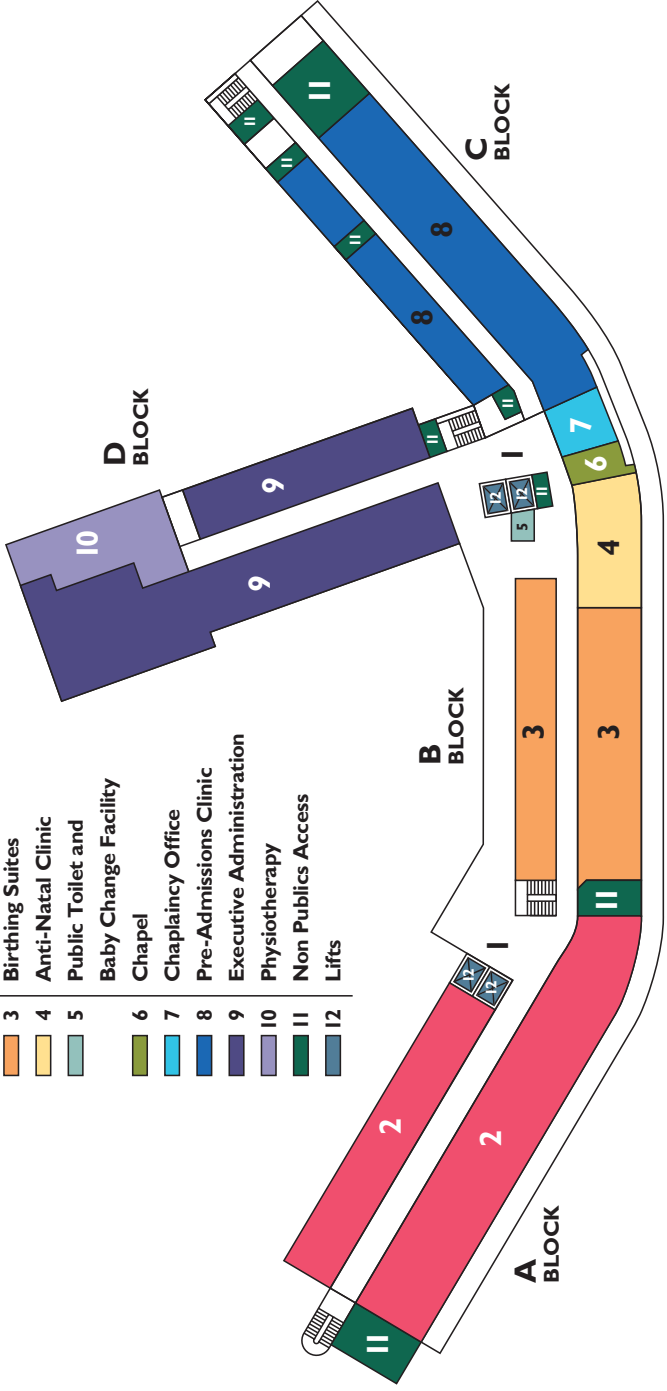 3 Birthing Suites
4 Anti-Natal Clinic
5 Public Toilet and
Baby Change Facility
6 Chapel
7 Chaplaincy Office
8 Pre-Admissions Clinic
9 Executive Administration
10 Physiotherapy
11 Non Publics Access
12 Lifts
A
BLOCK
2
2
11
1
12
12
B
BLOCK
3
3
11
4
5
12
12
11
1
6
7
D
BLOCK
9
9
10
11
C
BLOCK
8
8
11
11
11
11
11